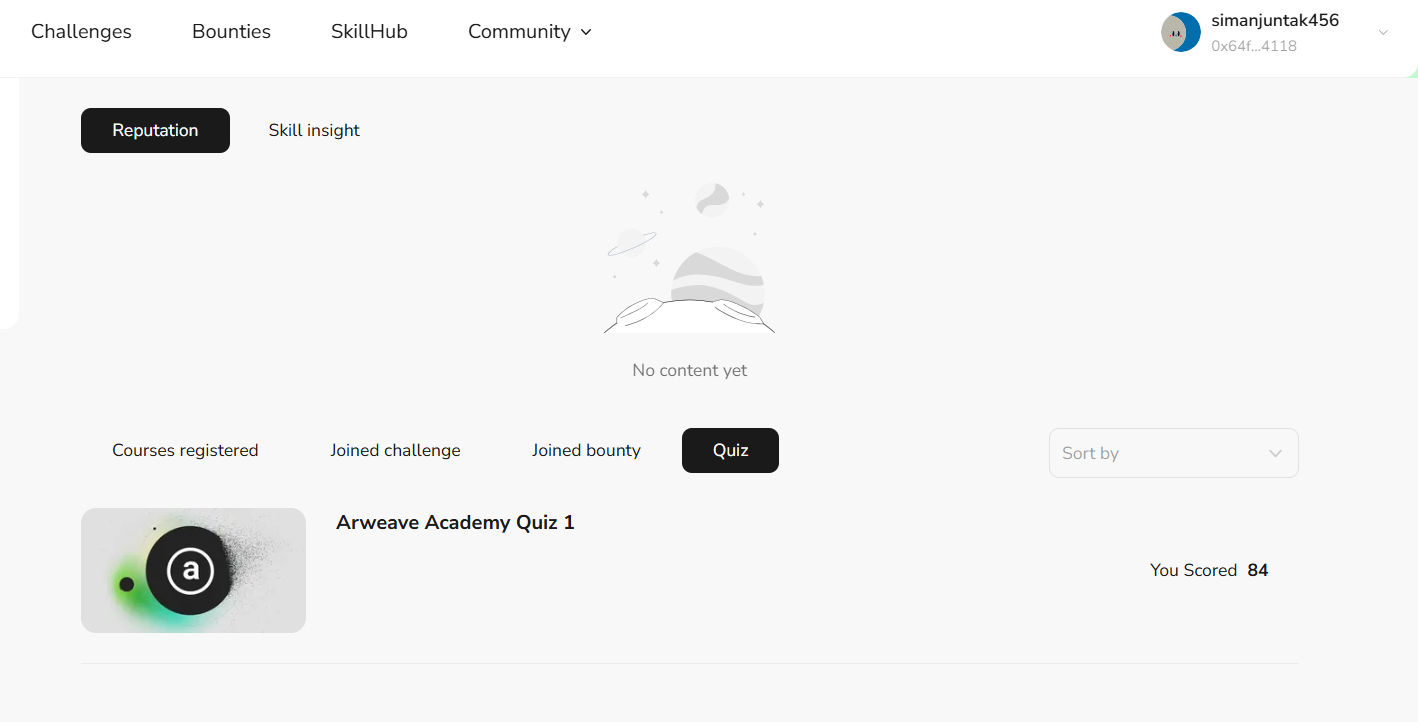 Challenges Bounties SkillHub Community simanjuntak456
0x64f...4118
Reputation Skill insight
No content yet
Courses registered Joined challenge Joined bounty Quiz Sort by
a
Arweave Academy Quiz 1
You Scored 84